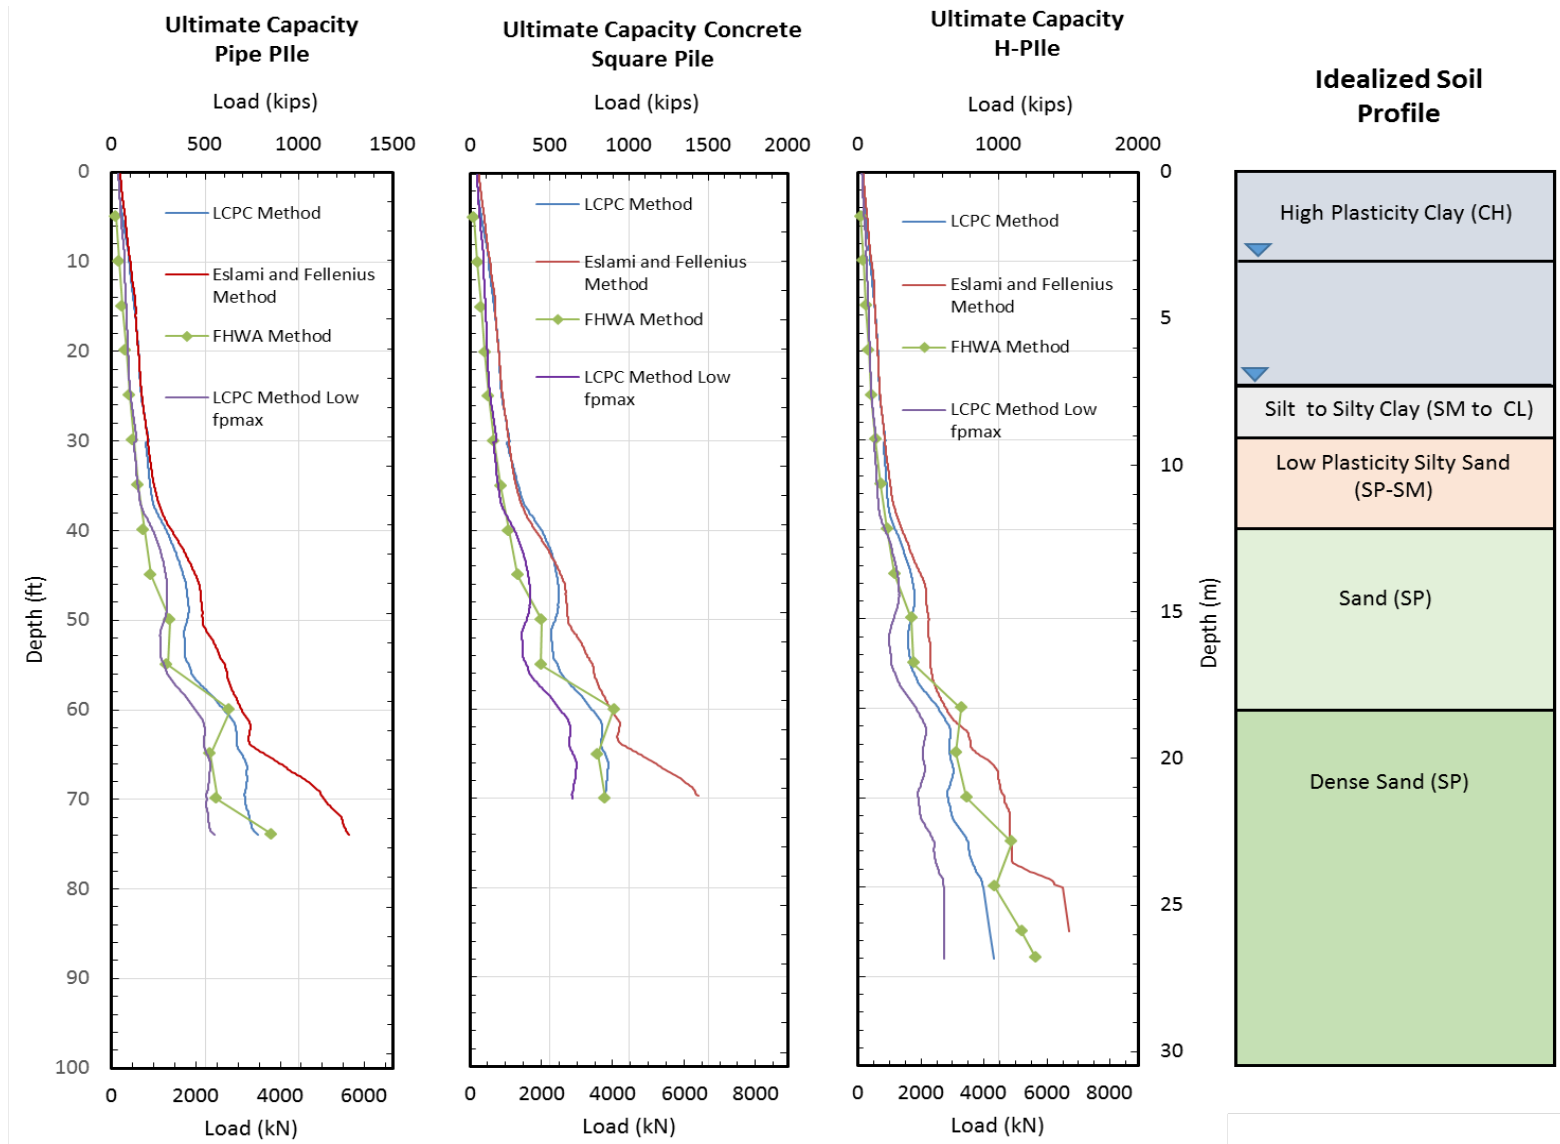 Ultimate Capacity
Pipe PIle
Load (kips)
0 500 1000 1500
0
10
20
30
40
50
60
70
80
90
100
Depth (ft)
LCPC Method
Eslami and Fellenius
Method
FHWA Method
LCPC Method Low
fpmax
0 2000 4000 6000
Load (kN)
Ultimate Capacity Concrete
Square Pile
Load (kips)
0 500 1000 1500 2000
LCPC Method
Eslami and Fellenius
Method
FHWA Method
LCPC Method Low
fpmax
0 2000 4000 6000 8000
Load (kN)
Ultimate Capacity
H-PIle
Load (kips)
0 1000 2000
LCPC Method
Eslami and Fellenius
Method
FHWA Method
LCPC Method Low
fpmax
0
5
10
15
20
25
30
Depth (m)
0 2000 4000 6000 8000
Load (kN)
Idealized Soil
Profile
High Plasticity Clay (CH)
Silt to Silty Clay (SM to CL)
Low Plasticity Silty Sand
(SP-SM)
Sand (SP)
Dense Sand (SP)